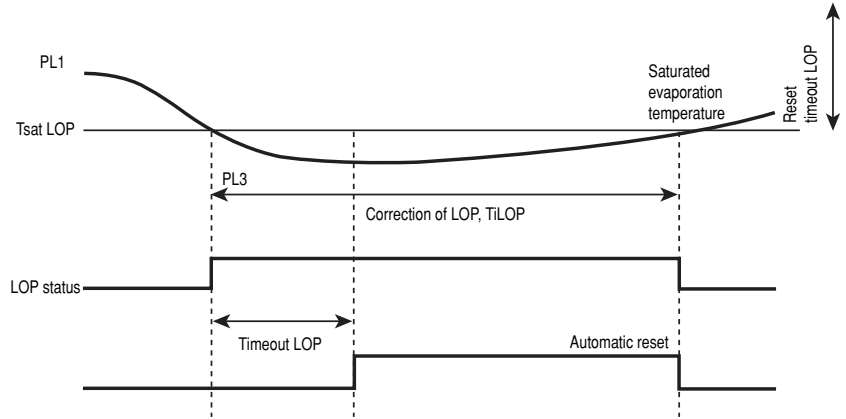 PL1
Saturated
evaporation
temperature
Reset
timeout LOP
Tsat LOP
PL3
Correction of LOP, TiLOP
LOP status
Timeout LOP
Automatic reset